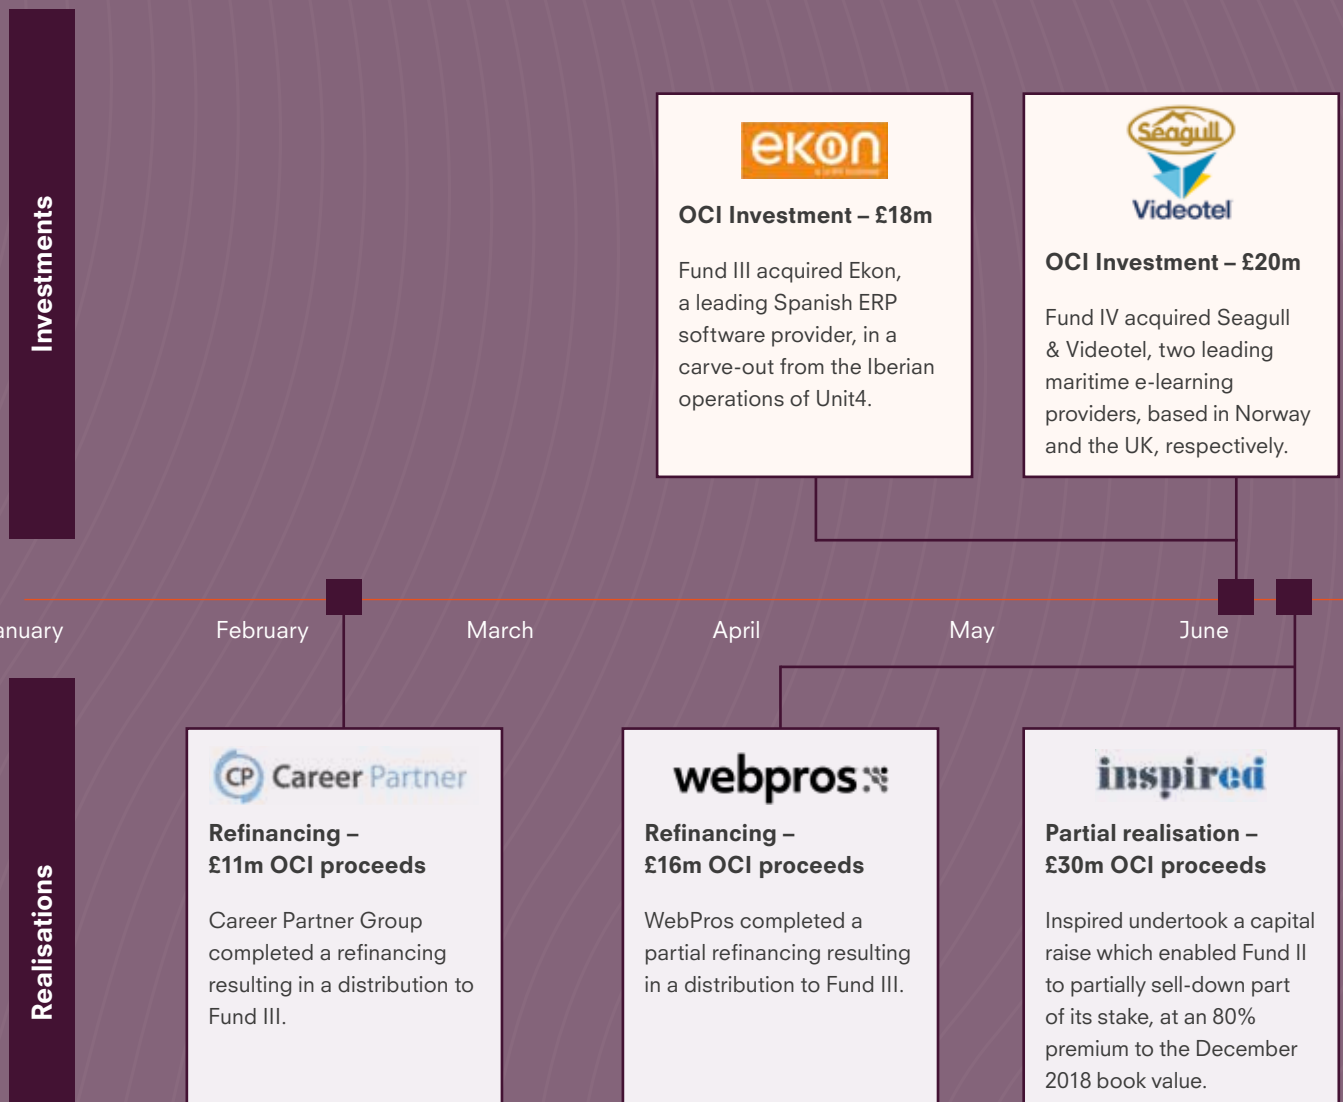 Investments
ekon
OCI Investment – £18m
Fund III acquired Ekon,
a leading Spanish ERP
software provider, in a
carve-out from the Iberian
operations of Unit4.
Seagull
Videotel
OCI Investment – £20m
Fund IV acquired Seagull
& Videotel, two leading
maritime e-learning
providers, based in Norway
and the UK, respectively.
anuary
February
March
April
May
June
Realisations
CP Career Partner
Refinancing –
£11m OCI proceeds
Career Partner Group
completed a refinancing
resulting in a distribution to
Fund III.
webpros
Refinancing –
£16m OCI proceeds
WebPros completed a
partial refinancing resulting
in a distribution to Fund III.
inspired
Partial realisation –
£30m OCI proceeds
Inspired undertook a capital
raise which enabled Fund II
to partially sell-down part
of its stake, at an 80%
premium to the December
2018 book value.